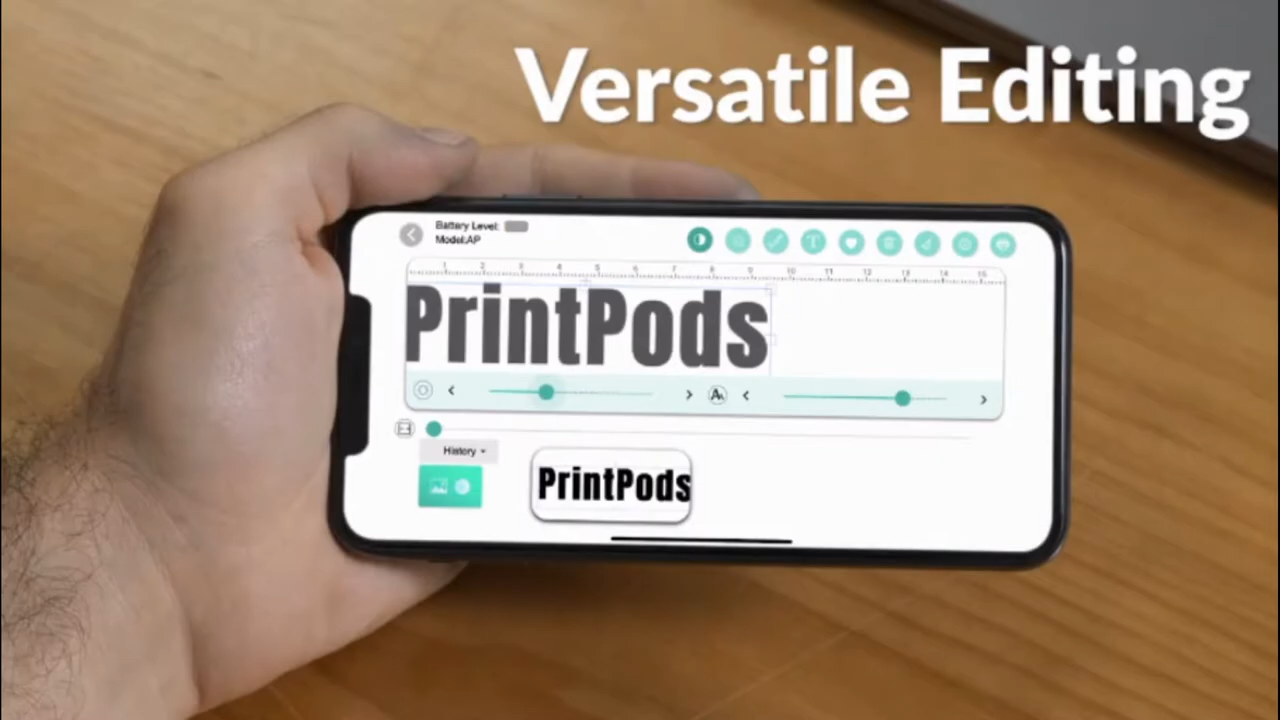 Versatile Editing
Battery Level:
Model:AP
1 2 3 4 5 6 7 8 9 10 11 12 13 14 15
PrintPods
History
PrintPods